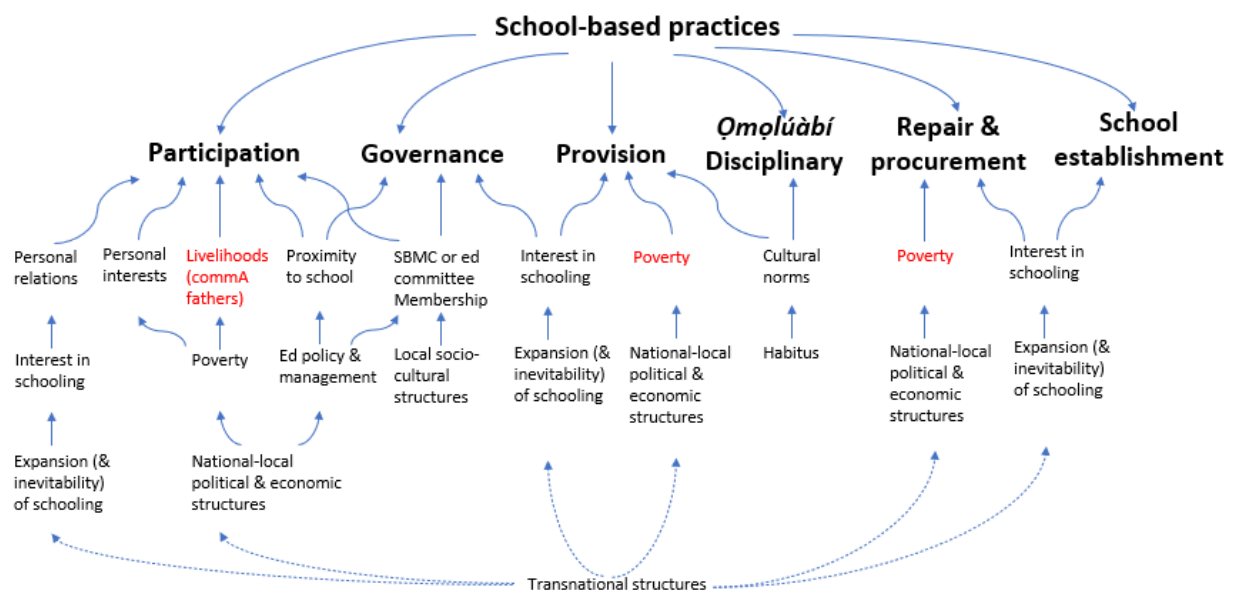 School-based practices
Participation
Governance
Provision
Ọmọlúàbí
Disciplinary
Repair &
procurement
School
establishment
Personal
relations
Personal
interests
Livelihoods
(commA
fathers)
Proximity
to school
SBMC or ed
committee
Membership
Interest in
schooling
Poverty
Cultural
norms
Poverty
Interest in
schooling
Interest in
schooling
Poverty
Ed policy &
management
Local socio-
cultural
structures
Expansion (&
inevitability)
of schooling
National-local
political &
economic
structures
Habitus
National-local
political &
economic
structures
Expansion (&
inevitability)
of schooling
Expansion (&
inevitability)
of schooling
National-local
political & economic
structures
Transnational structures